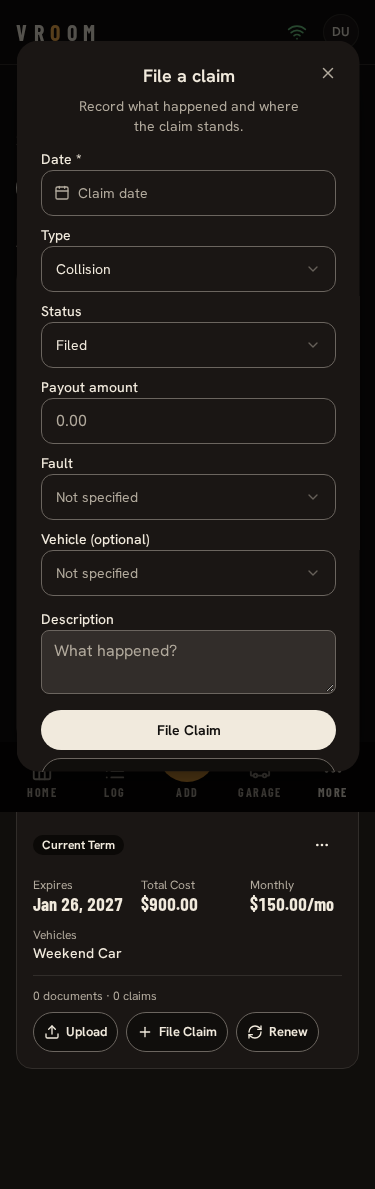 VROOM
DU
File a claim
Record what happened and where
the claim stands.
Date *
Claim date
Type
Collision
Status
Filed
Payout amount
0.00
Fault
Not specified
Vehicle (optional)
Not specified
Description
What happened?
File Claim
HOME LOG ADD GARAGE MORE
Current Term
Expires Total Cost Monthly
Jan 26, 2027 $900.00 $150.00/mo
Vehicles
Weekend Car
0 documents · 0 claims
Upload File Claim Renew